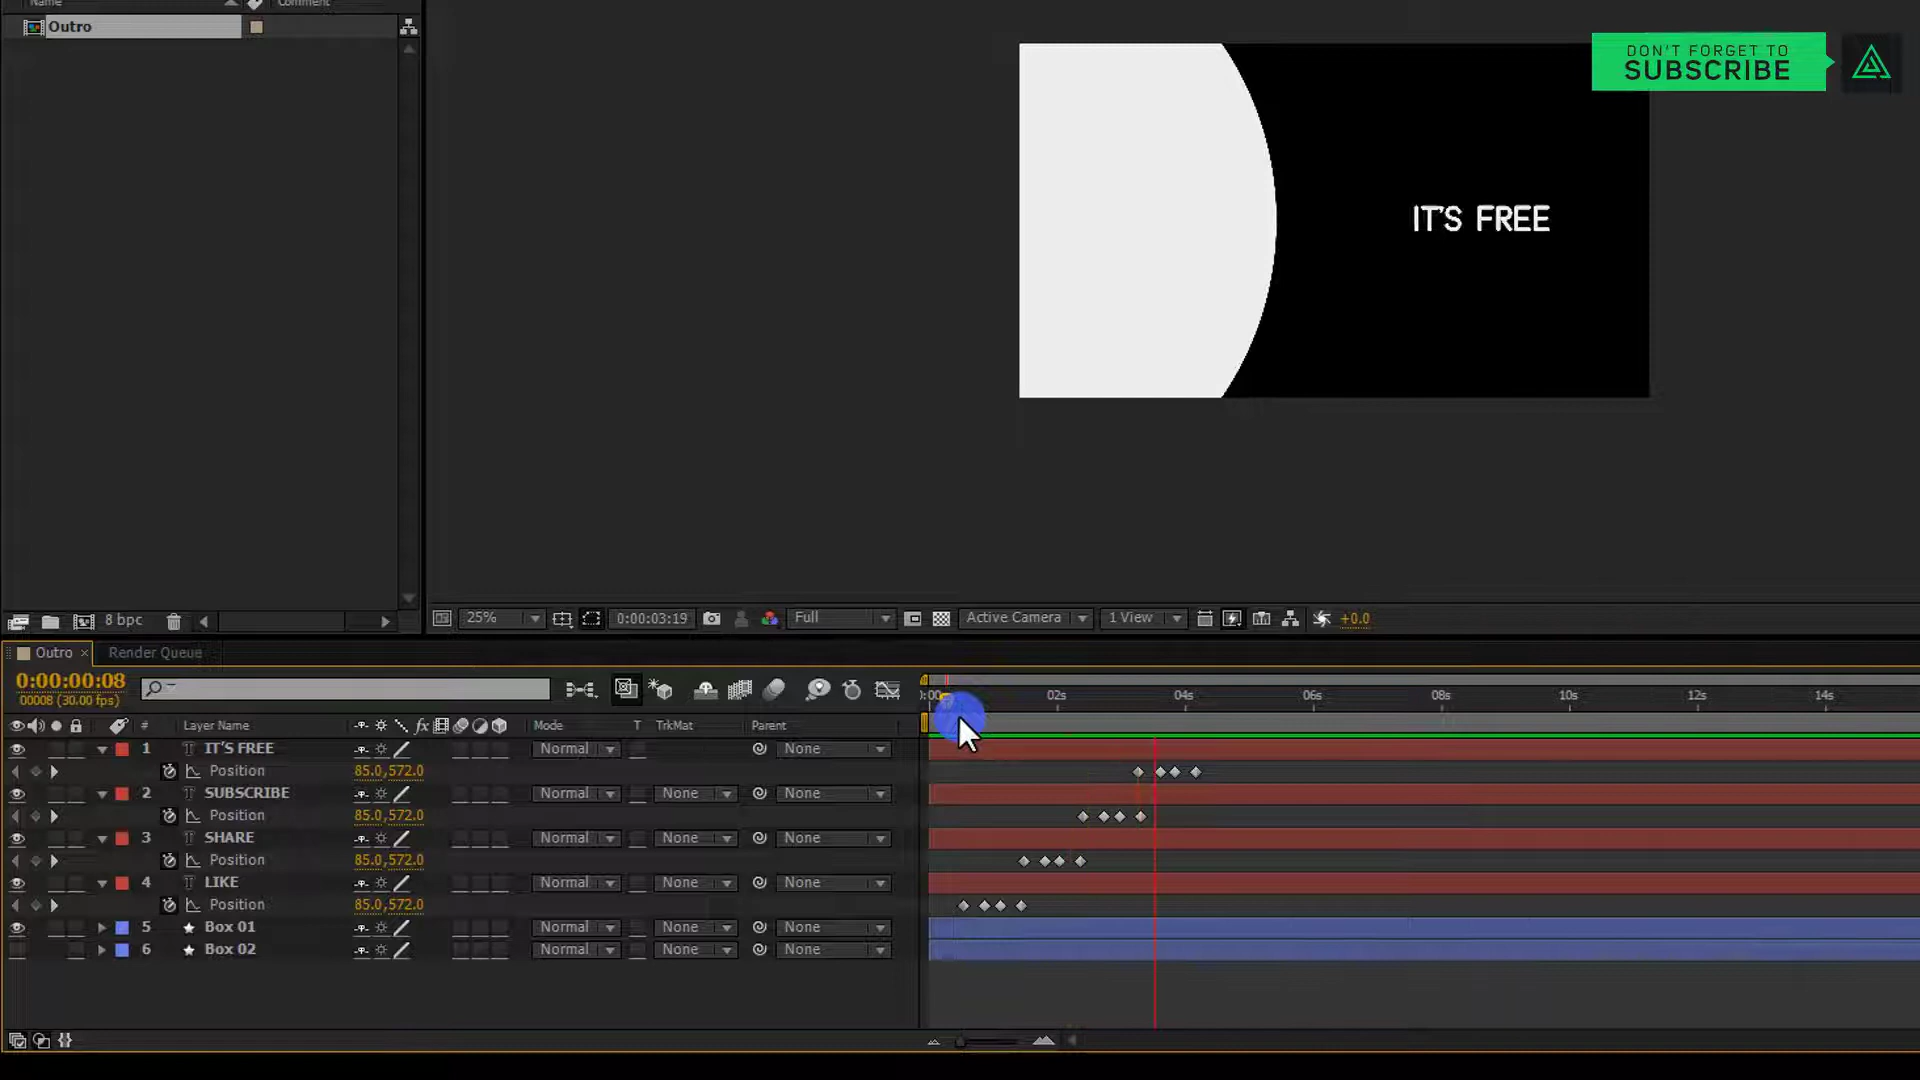 Name Comment
Outro
DON'T FORGET TO
SUBSCRIBE
IT'S FREE
8 bpc
25% 0:00:03:19 Full Active Camera 1 View +0.0
Outro × Render Queue
0:00:00:08
00008 (30.00 fps)
:00s 02s 04s 06s 08s 10s 12s 14s
# Layer Name fx Mode T TrkMat Parent
1 T IT'S FREE Normal None
Position 85.0,572.0
2 T SUBSCRIBE Normal None None
Position 85.0,572.0
3 T SHARE Normal None None
Position 85.0,572.0
4 T LIKE Normal None None
Position 85.0,572.0
5 Box 01 Normal None None
6 Box 02 Normal None None